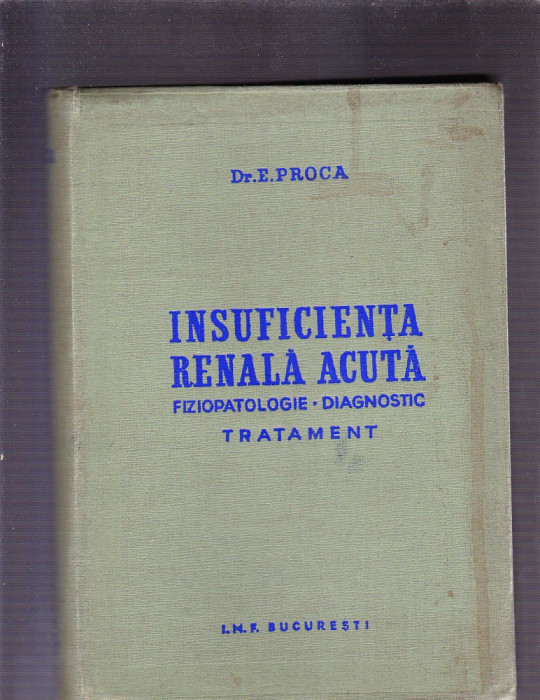 Dr.E.PROCA
INSUFICIENȚA
RENALĂ ACUTĂ
FIZIOPATOLOGIE • DIAGNOSTIC
TRATAMENT
I.M.F. BUCUREȘTI